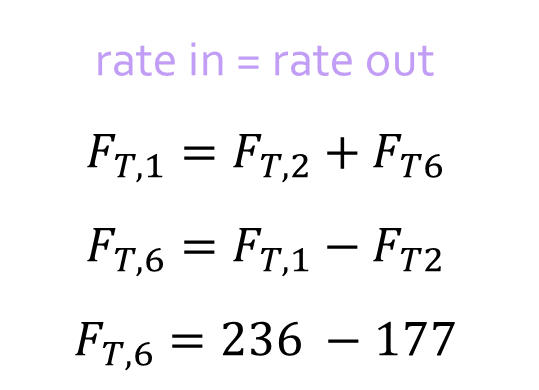 rate in = rate out
F_{T,1} = F_{T,2} + F_{T6}
F_{T,6} = F_{T,1} − F_{T2}
F_{T,6} = 236 − 177